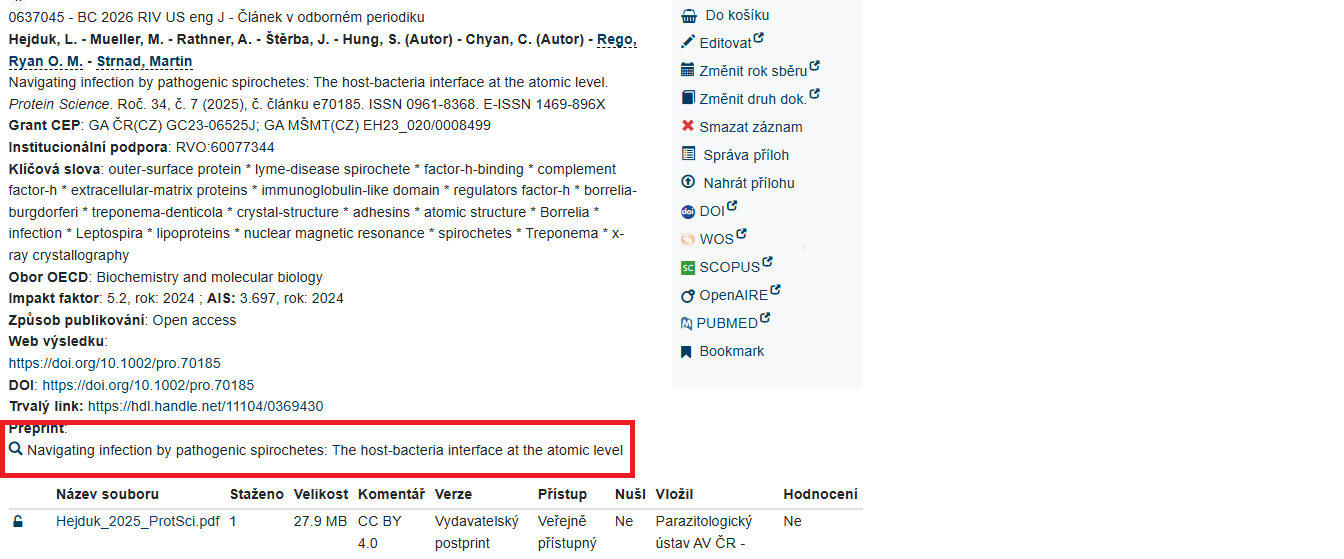 0637045 - BC 2026 RIV US eng J - Článek v odborném periodiku
Hejduk, L. - Mueller, M. - Rathner, A. - Štěrba, J. - Hung, S. (Autor) - Chyan, C. (Autor) - Rego,
Ryan O. M. - Strnad, Martin
Navigating infection by pathogenic spirochetes: The host-bacteria interface at the atomic level.
Protein Science. Roč. 34, č. 7 (2025), č. článku e70185. ISSN 0961-8368. E-ISSN 1469-896X
Grant CEP: GA ČR(CZ) GC23-06525J; GA MŠMT(CZ) EH23_020/0008499
Institucionální podpora: RVO:60077344
Klíčová slova: outer-surface protein * lyme-disease spirochete * factor-h-binding * complement
factor-h * extracellular-matrix proteins * immunoglobulin-like domain * regulators factor-h * borrelia-
burgdorferi * treponema-denticola * crystal-structure * adhesins * atomic structure * Borrelia *
infection * Leptospira * lipoproteins * nuclear magnetic resonance * spirochetes * Treponema * x-
ray crystallography
Obor OECD: Biochemistry and molecular biology
Impakt faktor: 5.2, rok: 2024 ; AIS: 3.697, rok: 2024
Způsob publikování: Open access
Web výsledku:
https://doi.org/10.1002/pro.70185
DOI: https://doi.org/10.1002/pro.70185
Trvalý link: https://hdl.handle.net/11104/0369430
Preprint:
Navigating infection by pathogenic spirochetes: The host-bacteria interface at the atomic level
Název souboru Staženo Velikost Komentář Verze Přístup Nušl Vložil Hodnocení
Hejduk_2025_ProtSci.pdf 1 27.9 MB CC BY Vydavatelský Veřejně Ne Parazitologický Ne
4.0 postprint přístupný ústav AV ČR -
Do košíku
Editovat
Změnit rok sběru
Změnit druh dok.
Smazat záznam
Správa příloh
Nahrát přílohu
doi DOI
WOS
SC SCOPUS
OpenAIRE
PUBMED
Bookmark